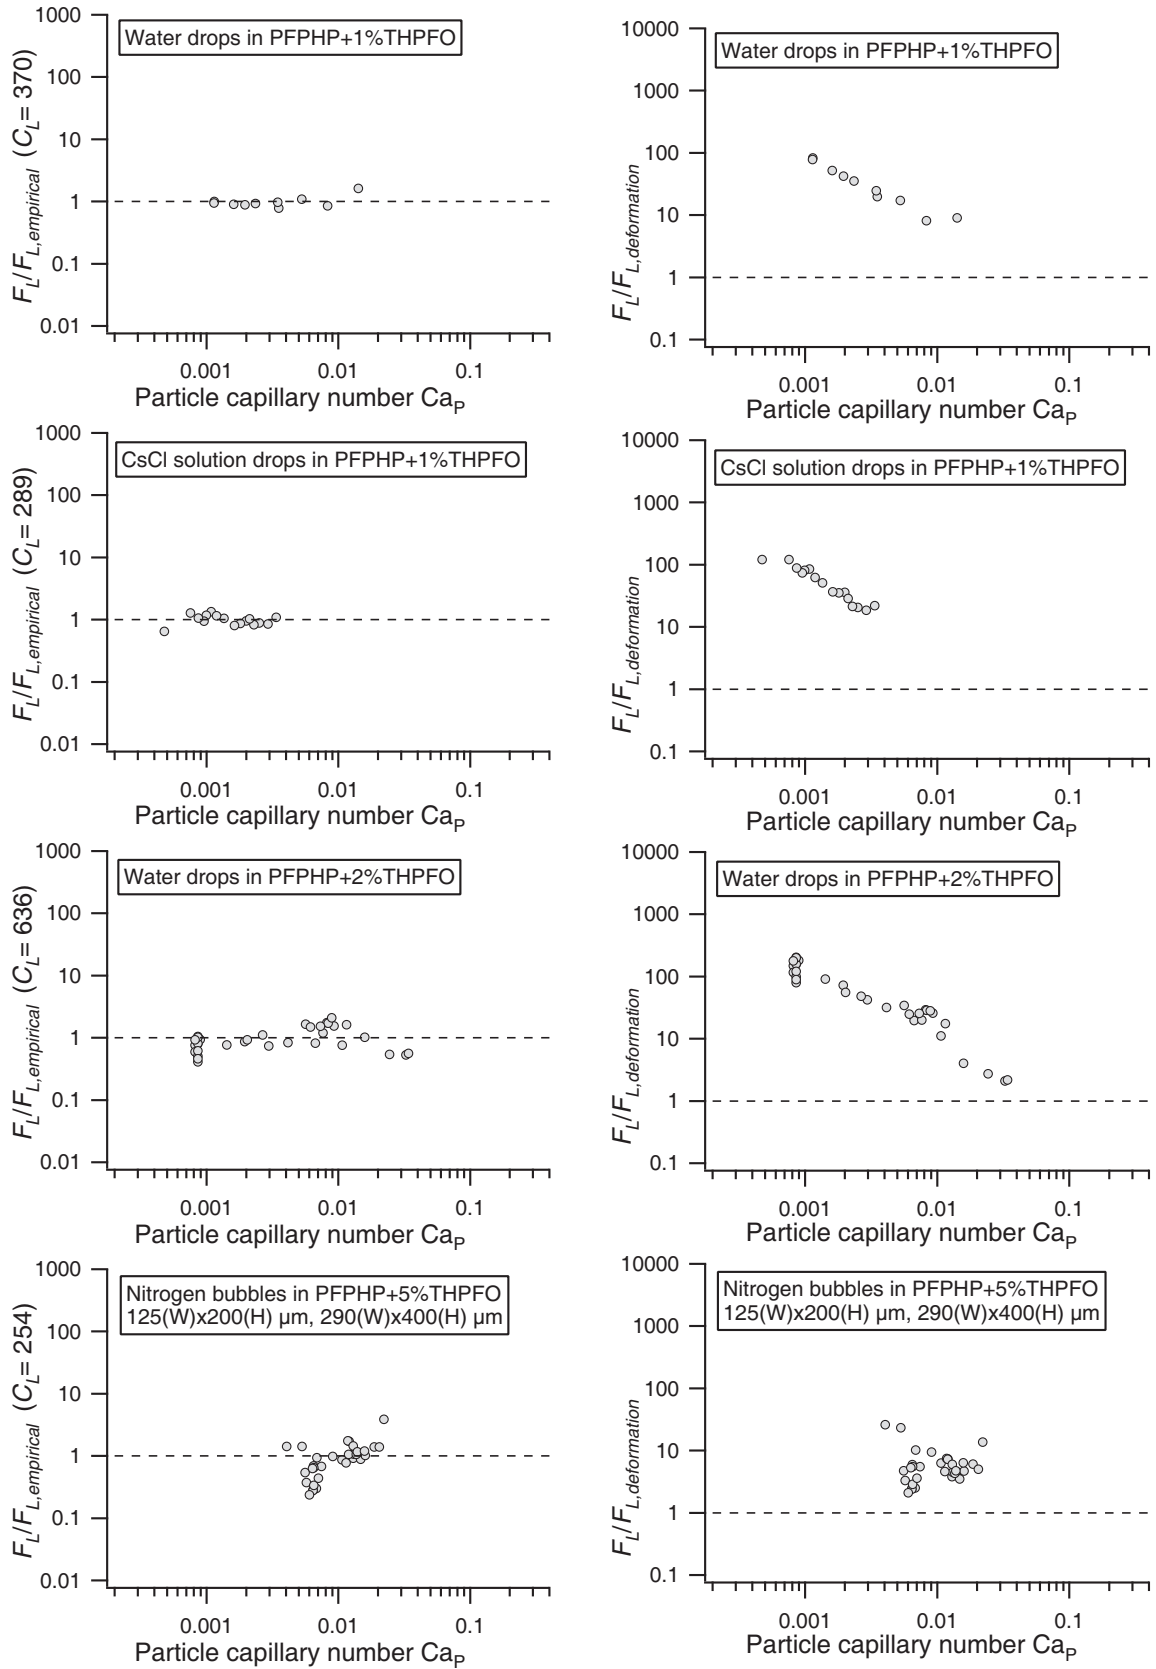 1000
100
10
1
0.1
0.01
F_L/F_L,empirical (C_L= 370)
Water drops in PFPHP+1%THPFO
0.001 0.01 0.1
Particle capillary number Ca_P
10000
1000
100
10
1
0.1
F_L/F_L,deformation
Water drops in PFPHP+1%THPFO
0.001 0.01 0.1
Particle capillary number Ca_P
1000
100
10
1
0.1
0.01
F_L/F_L,empirical (C_L= 289)
CsCl solution drops in PFPHP+1%THPFO
0.001 0.01 0.1
Particle capillary number Ca_P
10000
1000
100
10
1
0.1
F_L/F_L,deformation
CsCl solution drops in PFPHP+1%THPFO
0.001 0.01 0.1
Particle capillary number Ca_P
1000
100
10
1
0.1
0.01
F_L/F_L,empirical (C_L= 636)
Water drops in PFPHP+2%THPFO
0.001 0.01 0.1
Particle capillary number Ca_P
10000
1000
100
10
1
0.1
F_L/F_L,deformation
Water drops in PFPHP+2%THPFO
0.001 0.01 0.1
Particle capillary number Ca_P
1000
100
10
1
0.1
0.01
F_L/F_L,empirical (C_L= 254)
Nitrogen bubbles in PFPHP+5%THPFO
125(W)x200(H) µm, 290(W)x400(H) µm
0.001 0.01 0.1
Particle capillary number Ca_P
10000
1000
100
10
1
0.1
F_L/F_L,deformation
Nitrogen bubbles in PFPHP+5%THPFO
125(W)x200(H) µm, 290(W)x400(H) µm
0.001 0.01 0.1
Particle capillary number Ca_P